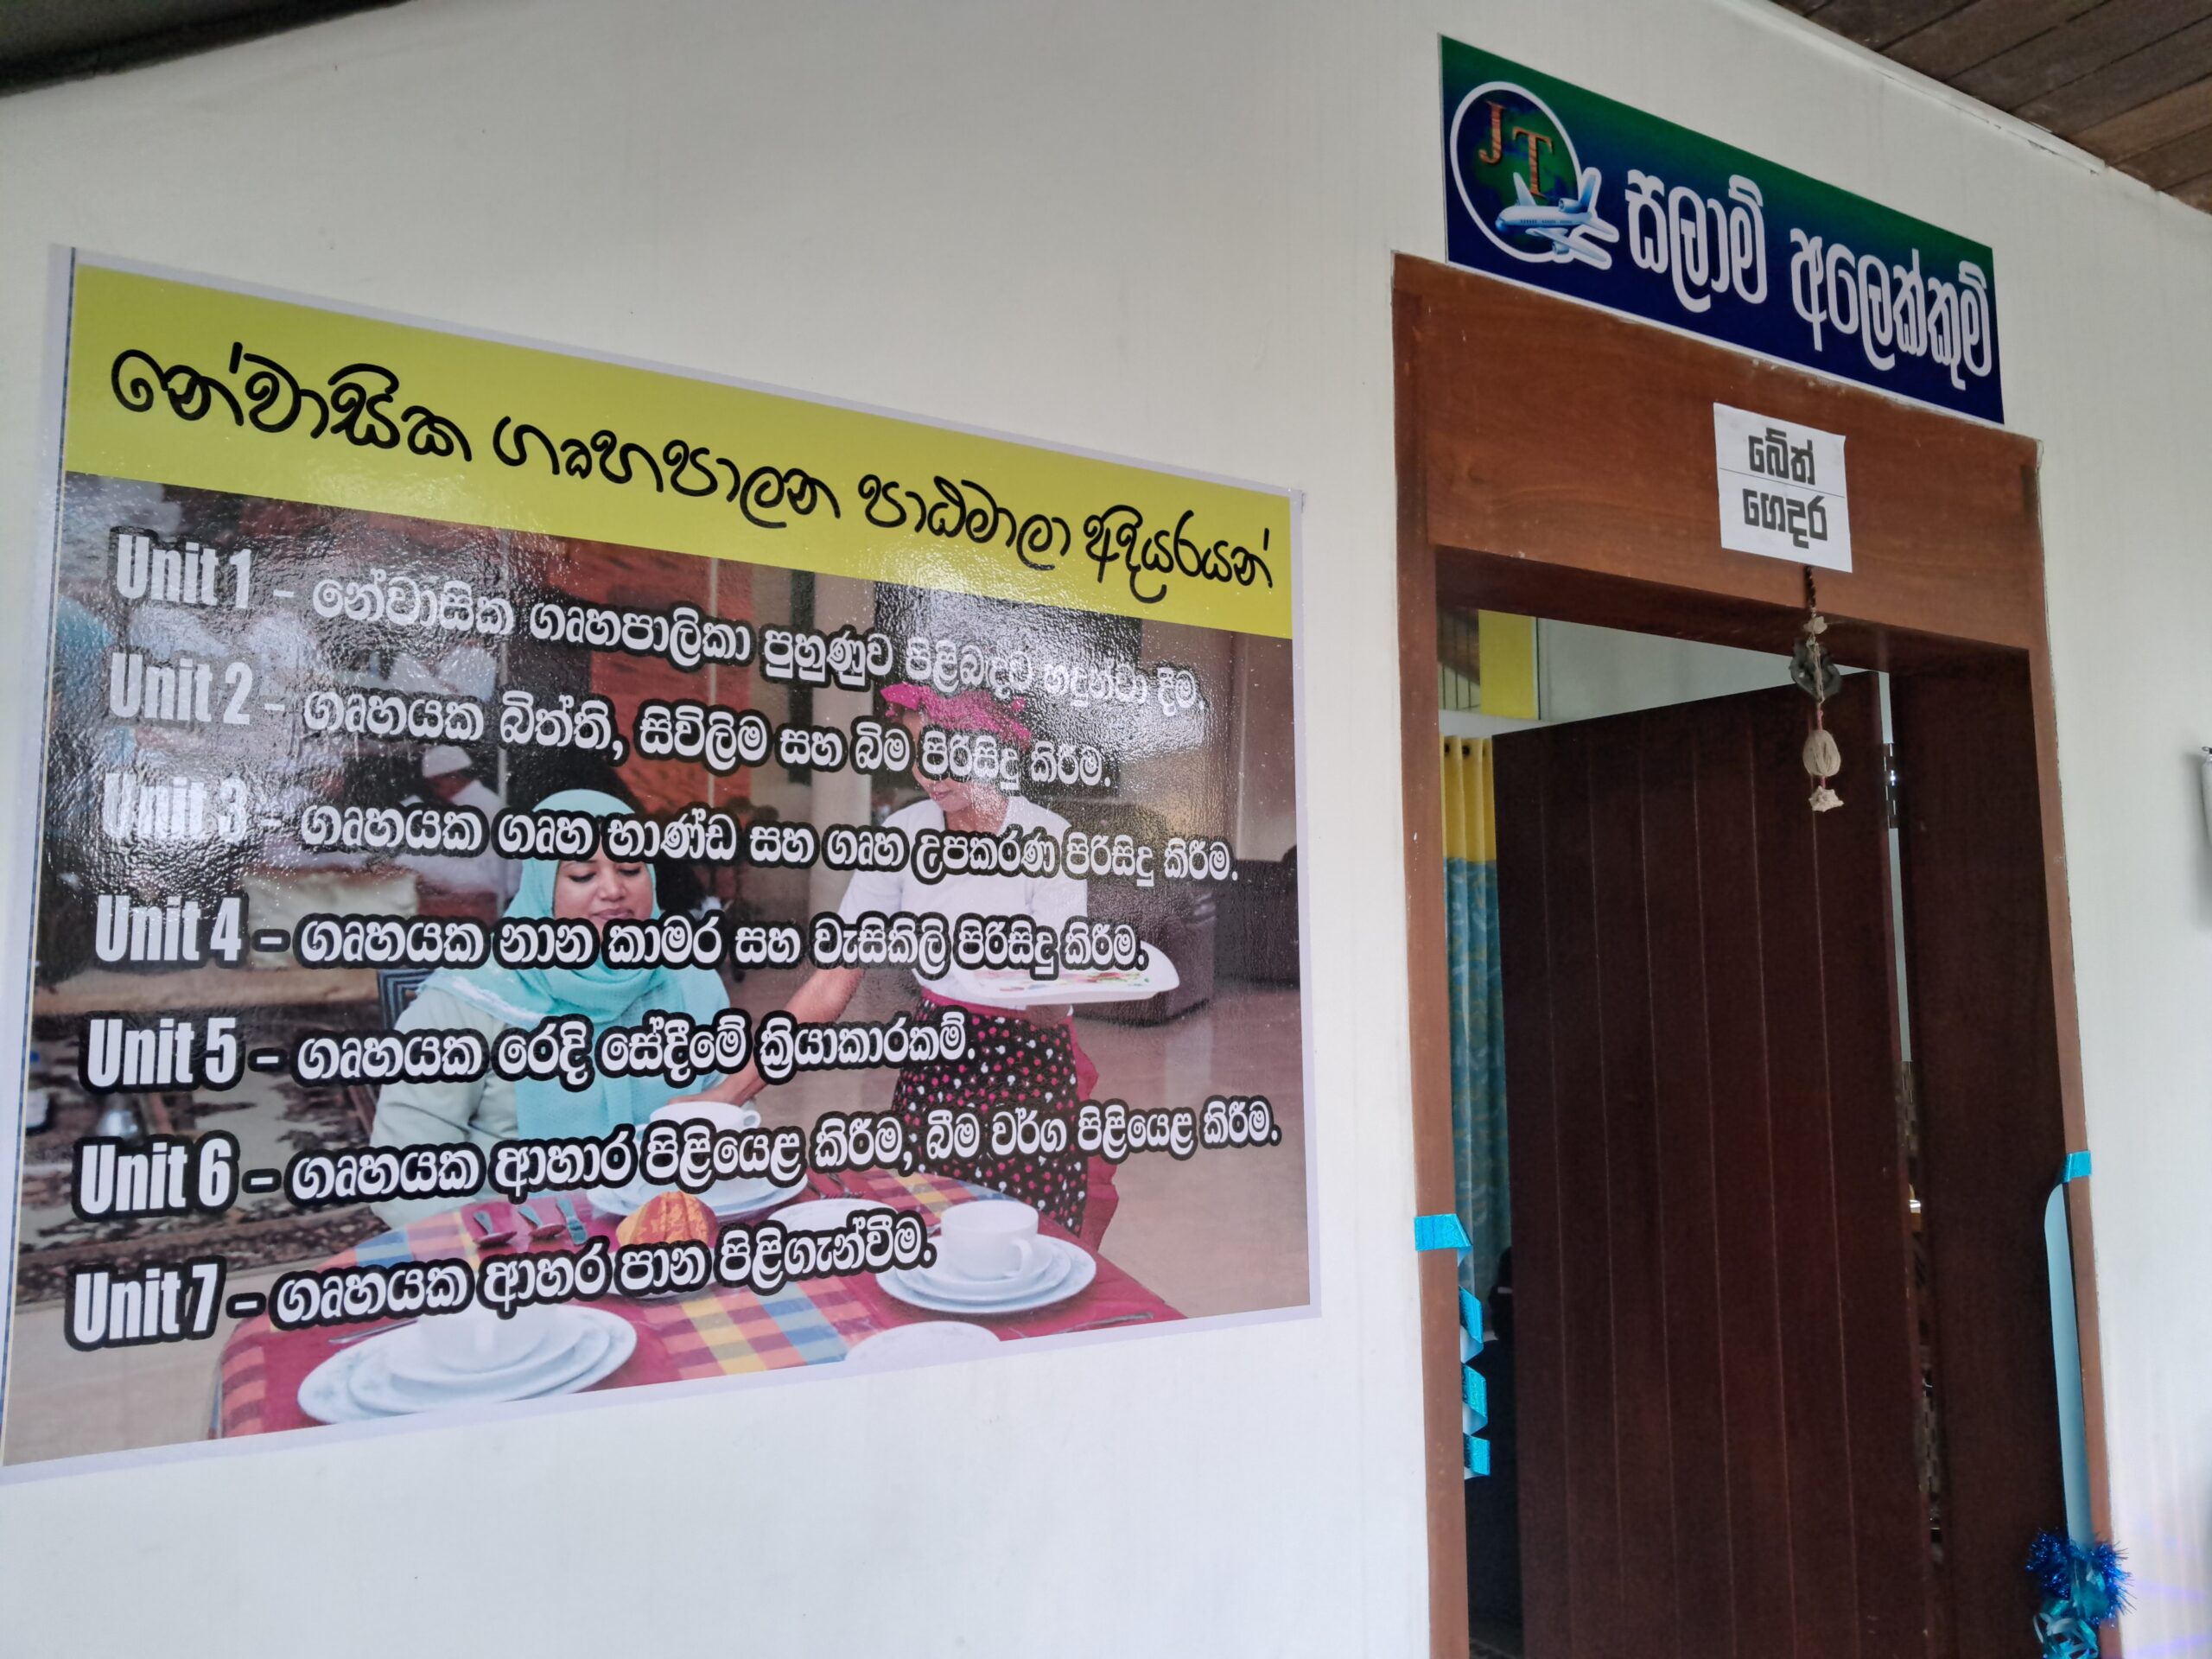 නේවාසික ගෘහපාලන පාඨමාලා අදියරයන්
Unit 1 - නේවාසික ගෘහපාලිකා පුහුණුව පිළිබඳව හඳුන්වා දීම.
Unit 2 - ගෘහයක බිත්ති, සිවිලිම සහ බිම පිරිසිදු කිරීම.
Unit 3 - ගෘහයක ගෘහ භාණ්ඩ සහ ගෘහ උපකරණ පිරිසිදු කිරීම.
Unit 4 - ගෘහයක නාන කාමර සහ වැසිකිලි පිරිසිදු කිරීම.
Unit 5 - ගෘහයක රෙදි සේදීමේ ක්‍රියාකාරකම්.
Unit 6 - ගෘහයක ආහාර පිළියෙළ කිරීම, බීම වර්ග පිළියෙළ කිරීම.
Unit 7 - ගෘහයක ආහර පාන පිළිගැන්වීම.
JT
සලාම් අලෙක්කුම්
බේත්
ගෙදර